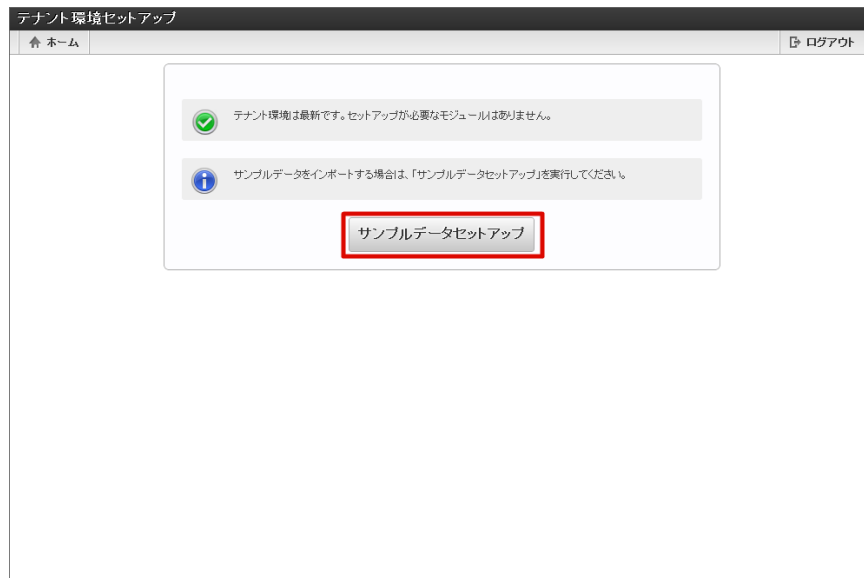 テナント環境セットアップ
ホーム
ログアウト
テナント環境は最新です。セットアップが必要なモジュールはありません。
サンプルデータをインポートする場合は、「サンプルデータセットアップ」を実行してください。
サンプルデータセットアップ